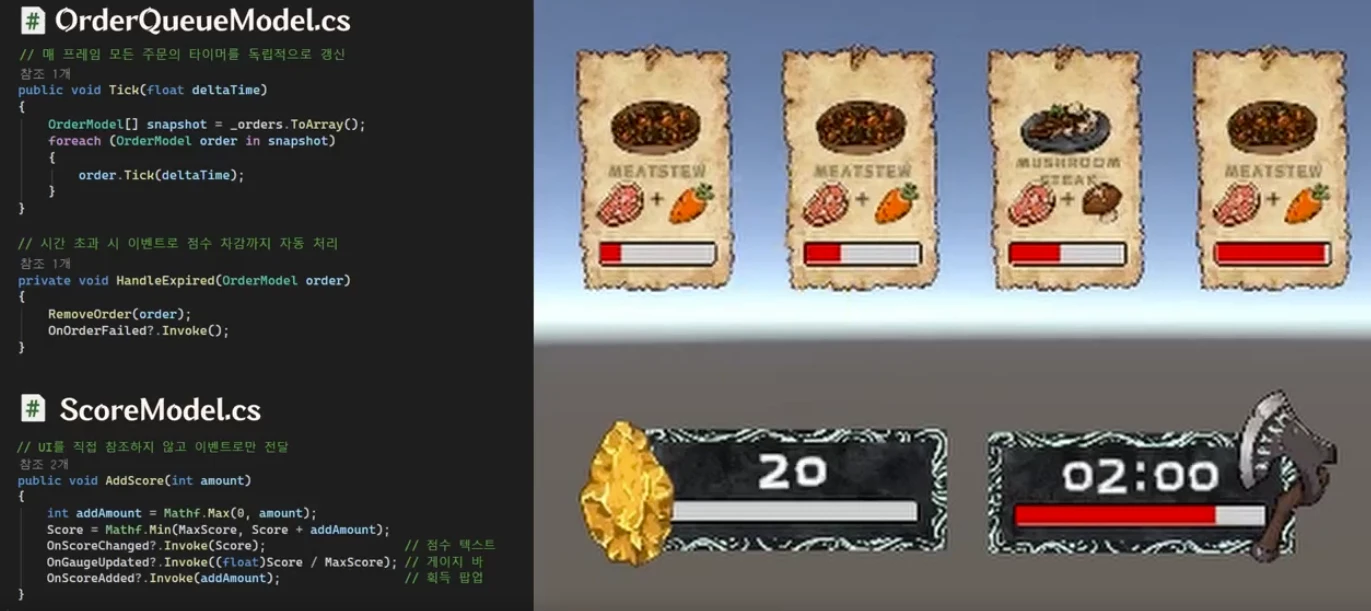 OrderQueueModel.cs
// 매 프레임 모든 주문의 타이머를 독립적으로 갱신
참조 1개
public void Tick(float deltaTime)
{
OrderModel[] snapshot = _orders.ToArray();
foreach (OrderModel order in snapshot)
{
order.Tick(deltaTime);
}
}
// 시간 초과 시 이벤트로 점수 차감까지 자동 처리
참조 1개
private void HandleExpired(OrderModel order)
{
RemoveOrder(order);
OnOrderFailed?.Invoke();
}
ScoreModel.cs
// UI를 직접 참조하지 않고 이벤트로만 전달
참조 2개
public void AddScore(int amount)
{
int addAmount = Mathf.Max(0, amount);
Score = Mathf.Min(MaxScore, Score + addAmount);
OnScoreChanged?.Invoke(Score); // 점수 텍스트
OnGaugeUpdated?.Invoke((float)Score / MaxScore); // 게이지 바
OnScoreAdded?.Invoke(addAmount); // 획득 팝업
}
MEATSTEW
+
MEATSTEW
+
MUSHROOM
STEAK
+
MEATSTEW
+
20
02:00